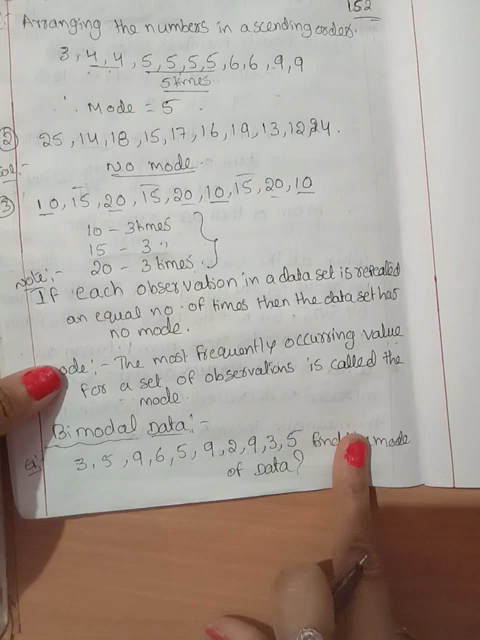 152
Arranging the numbers in ascending order.
3, 4, 4, 5, 5, 5, 5, 6, 6, 9, 9
5 times
∴ Mode = 5.
② 25, 14, 18, 15, 17, 16, 19, 13, 12, 24.
No mode.
③ 10, 15, 20, 15, 20, 10, 15, 20, 10
10 - 3 times
15 - 3 "
20 - 3 times.
Note:-
If each observation in a data set is repeated
an equal no. of times then the data set has
no mode.
ode:- The most frequently occurring value
for a set of observations is called the
mode.
Bimodal Data:-
3, 5, 9, 6, 5, 9, 2, 9, 3, 5 mode
of Data?